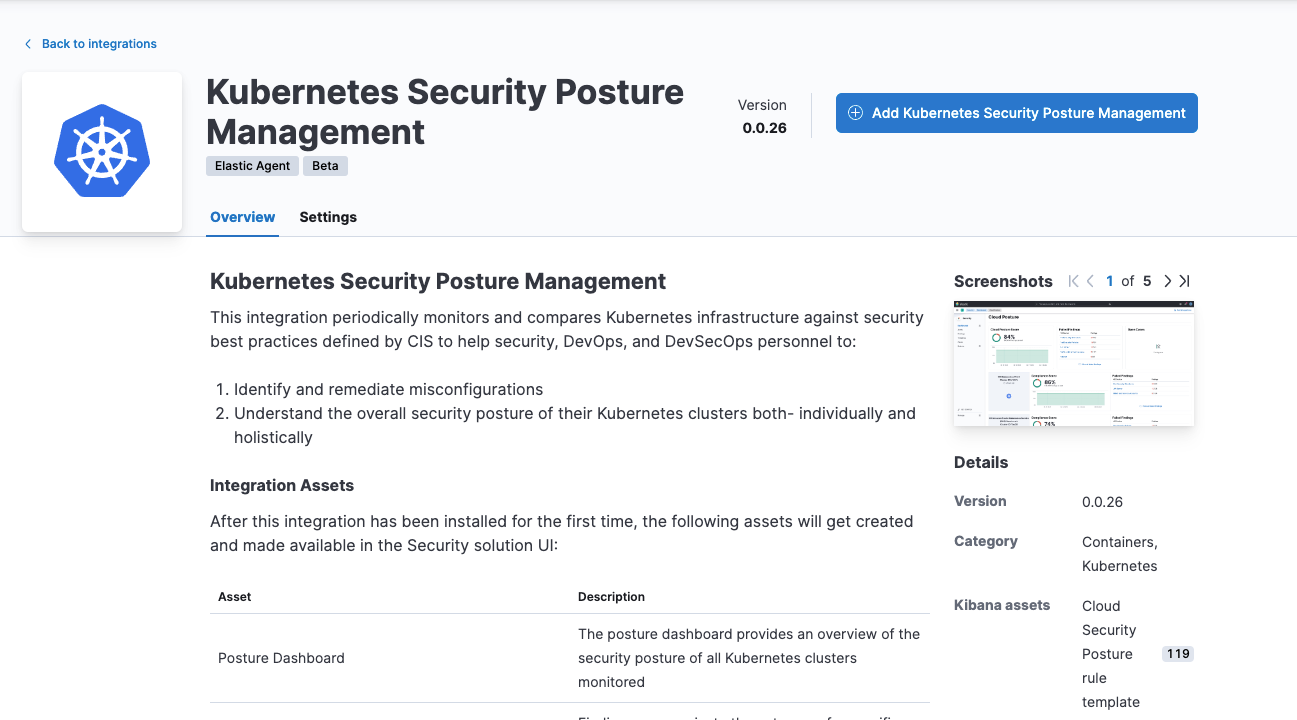 Back to integrations
Kubernetes Security Posture
Management
Elastic Agent
Beta
Version
0.0.26
Add Kubernetes Security Posture Management
Overview
Settings
Kubernetes Security Posture Management
This integration periodically monitors and compares Kubernetes infrastructure against security
best practices defined by CIS to help security, DevOps, and DevSecOps personnel to:
1. Identify and remediate misconfigurations
2. Understand the overall security posture of their Kubernetes clusters both- individually and
holistically
Integration Assets
After this integration has been installed for the first time, the following assets will get created
and made available in the Security solution UI:
Asset
Description
Posture Dashboard
The posture dashboard provides an overview of the
security posture of all Kubernetes clusters
monitored
Screenshots
1 of 5
Cloud Posture
84%
86%
74%
Details
Version
0.0.26
Category
Containers,
Kubernetes
Kibana assets
Cloud
Security
Posture
rule
template
119